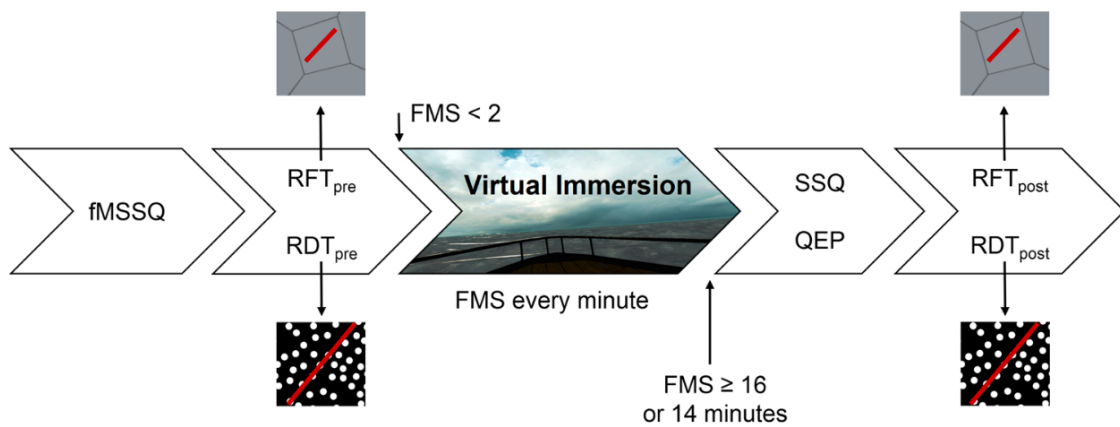 FMS < 2
fMSSQ
RFTpre
RDTpre
Virtual Immersion
FMS every minute
SSQ
QEP
FMS ≥ 16
or 14 minutes
RFTpost
RDTpost